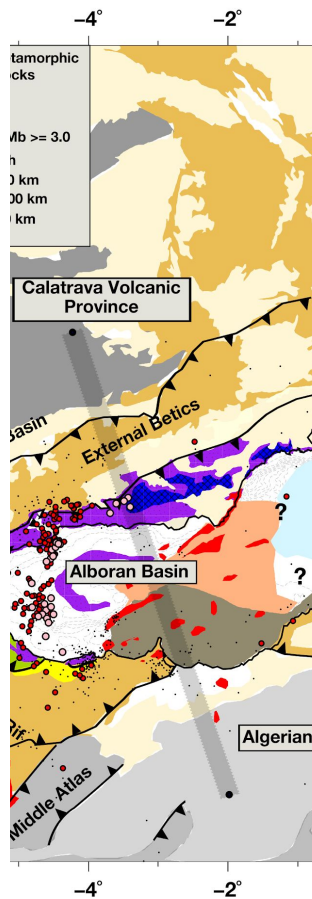 −4° −2°
tamorphic
ocks
Mb >= 3.0
h
0 km
00 km
0 km
Calatrava Volcanic
Province
Basin
External Betics
?
Alboran Basin
?
Rif
Algerian
Middle Atlas
−4° −2°